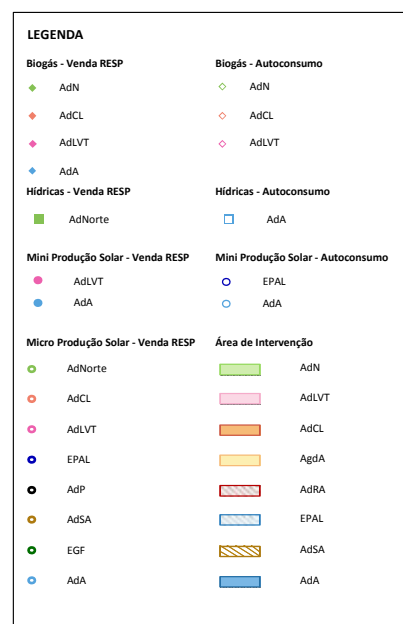 LEGENDA
Biogás - Venda RESP
AdN
AdCL
AdLVT
AdA
Biogás - Autoconsumo
AdN
AdCL
AdLVT
Hídricas - Venda RESP
AdNorte
Hídricas - Autoconsumo
AdA
Mini Produção Solar - Venda RESP
AdLVT
AdA
Mini Produção Solar - Autoconsumo
EPAL
AdA
Micro Produção Solar - Venda RESP
AdNorte
AdCL
AdLVT
EPAL
AdP
AdSA
EGF
AdA
Área de Intervenção
AdN
AdLVT
AdCL
AgdA
AdRA
EPAL
AdSA
AdA